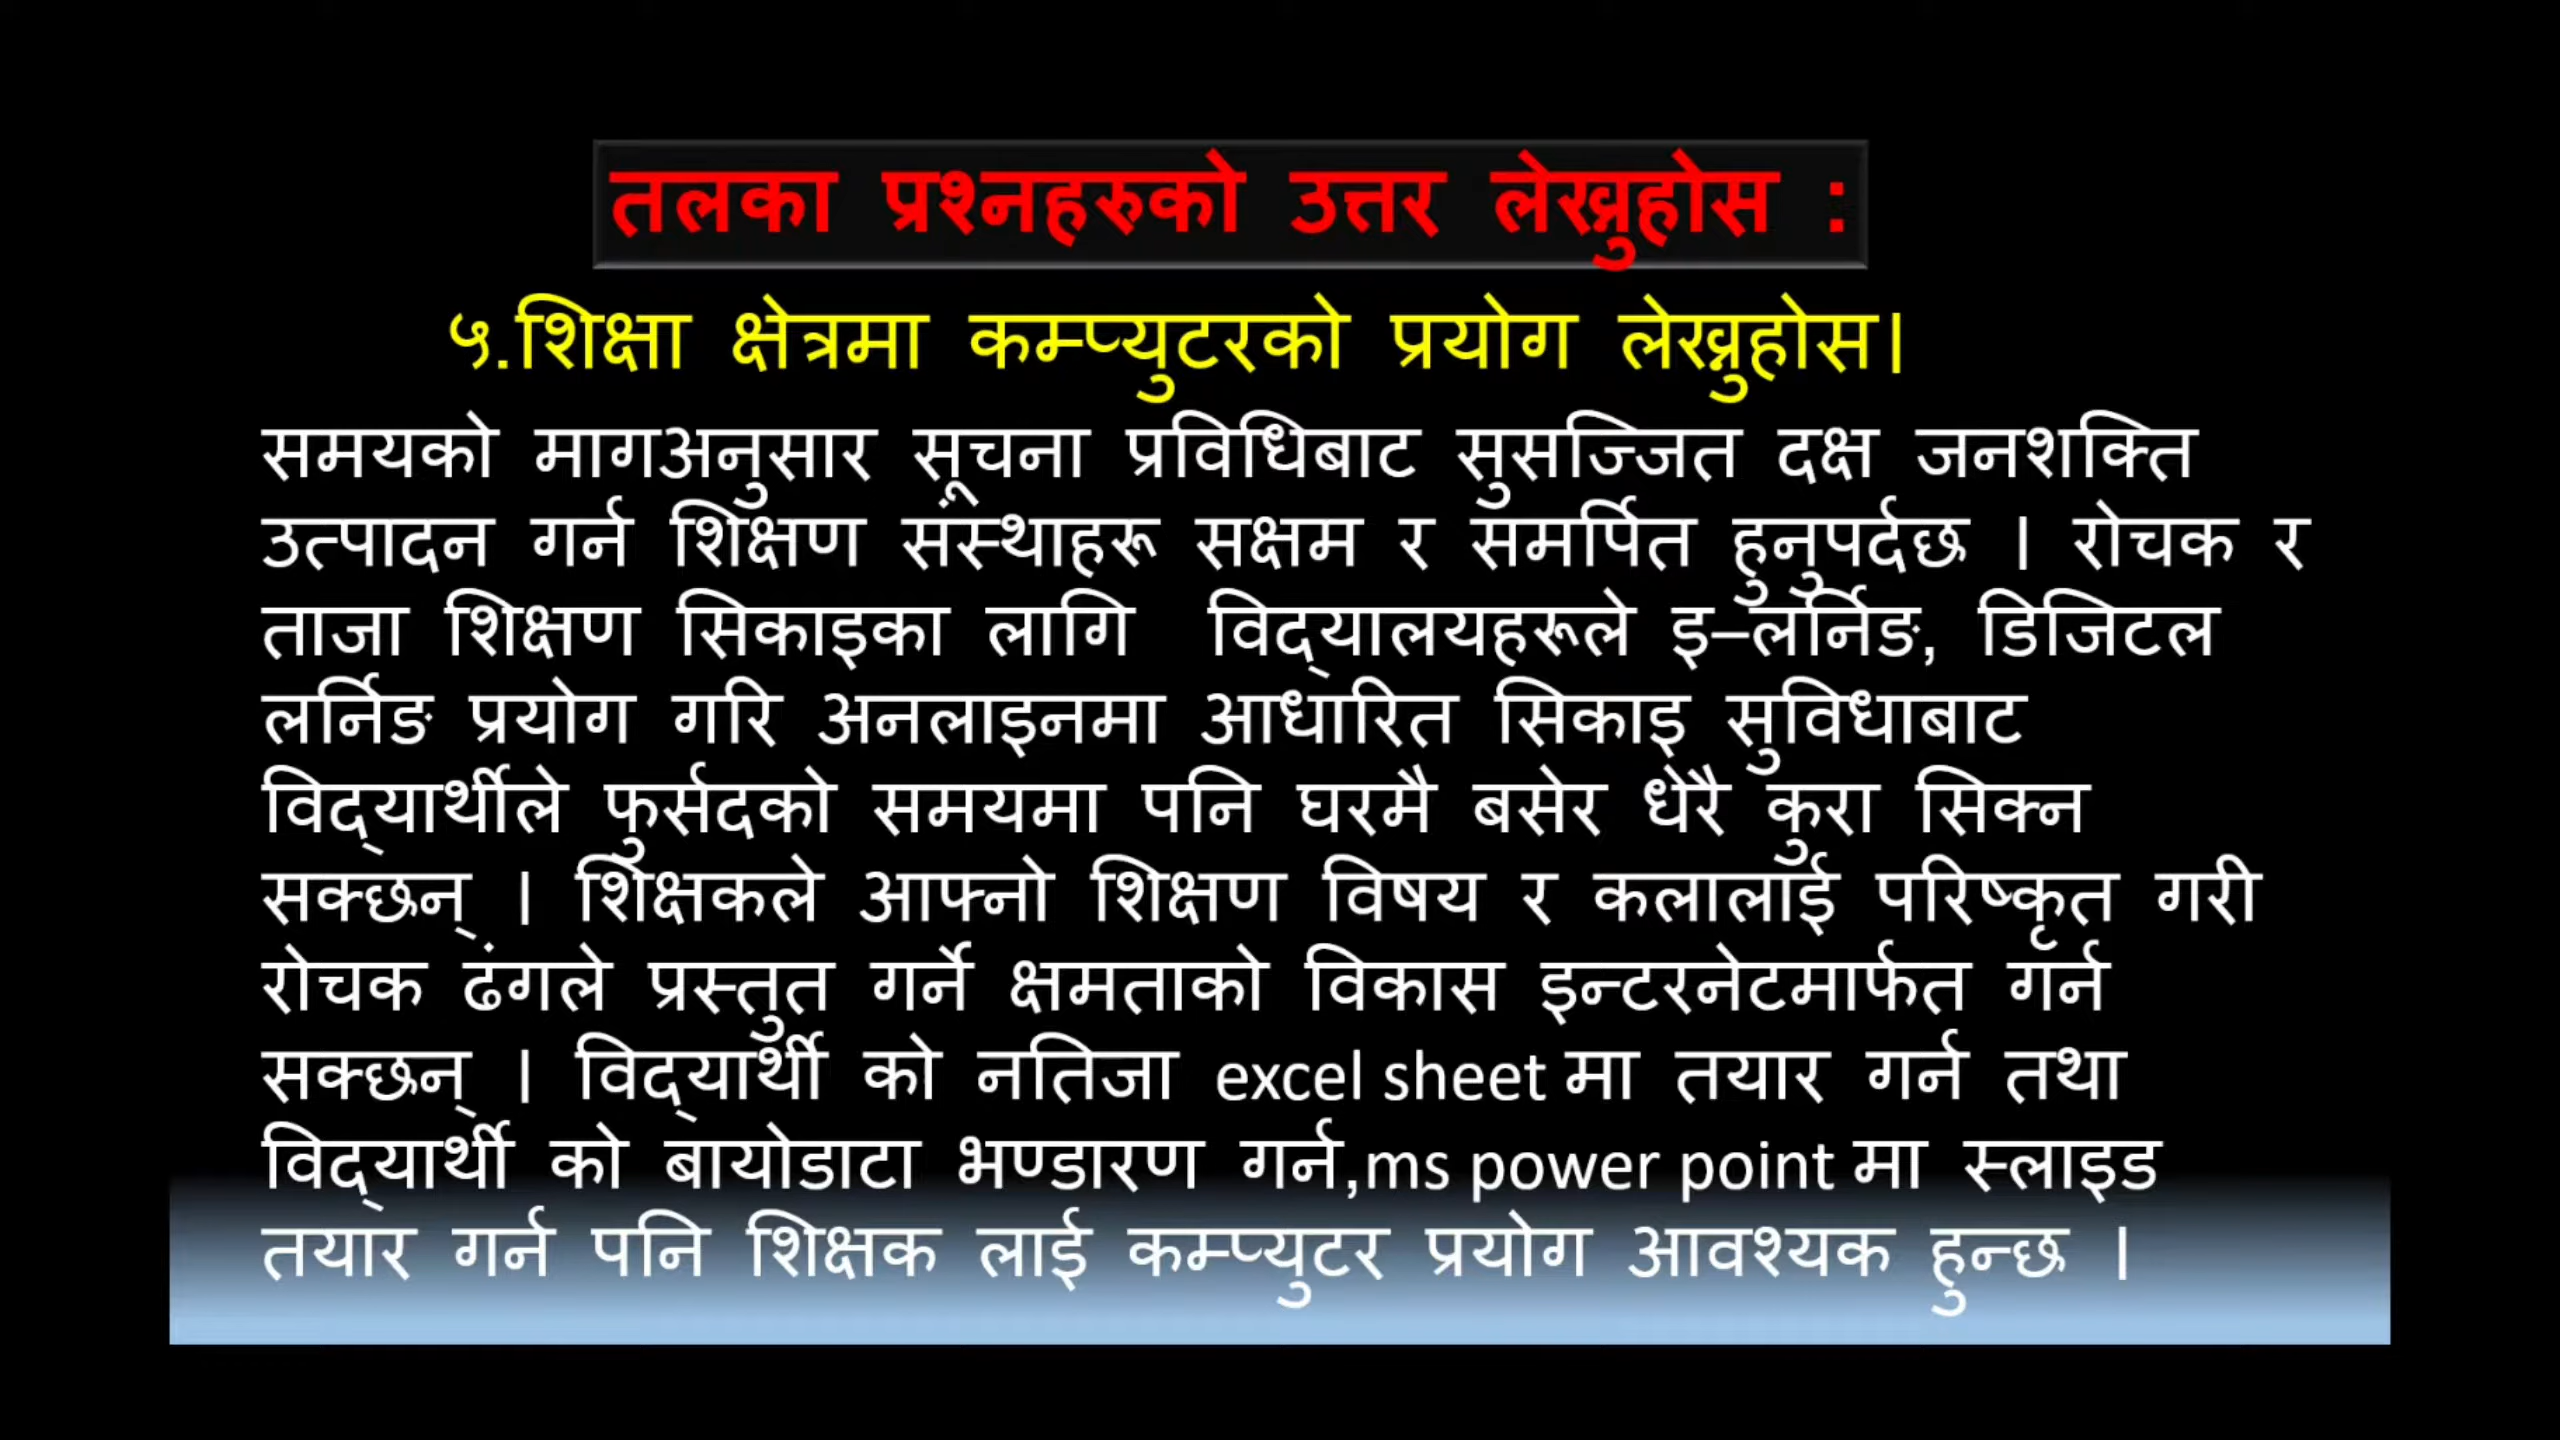 तलका प्रश्नहरुको उत्तर लेख्नुहोस :
५.शिक्षा क्षेत्रमा कम्प्युटरको प्रयोग लेख्नुहोस।
समयको मागअनुसार सूचना प्रविधिबाट सुसज्जित दक्ष जनशक्ति
उत्पादन गर्न शिक्षण संस्थाहरू सक्षम र समर्पित हुनुपर्दछ । रोचक र
ताजा शिक्षण सिकाइका लागि विद्यालयहरूले इ–लर्निङ, डिजिटल
लर्निङ प्रयोग गरि अनलाइनमा आधारित सिकाइ सुविधाबाट
विद्यार्थीले फुर्सदको समयमा पनि घरमै बसेर धेरै कुरा सिक्न
सक्छन् । शिक्षकले आफ्नो शिक्षण विषय र कलालाई परिष्कृत गरी
रोचक ढंगले प्रस्तुत गर्ने क्षमताको विकास इन्टरनेटमार्फत गर्न
सक्छन् । विद्यार्थी को नतिजा excel sheet मा तयार गर्न तथा
विद्यार्थी को बायोडाटा भण्डारण गर्न,ms power point मा स्लाइड
तयार गर्न पनि शिक्षक लाई कम्प्युटर प्रयोग आवश्यक हुन्छ ।